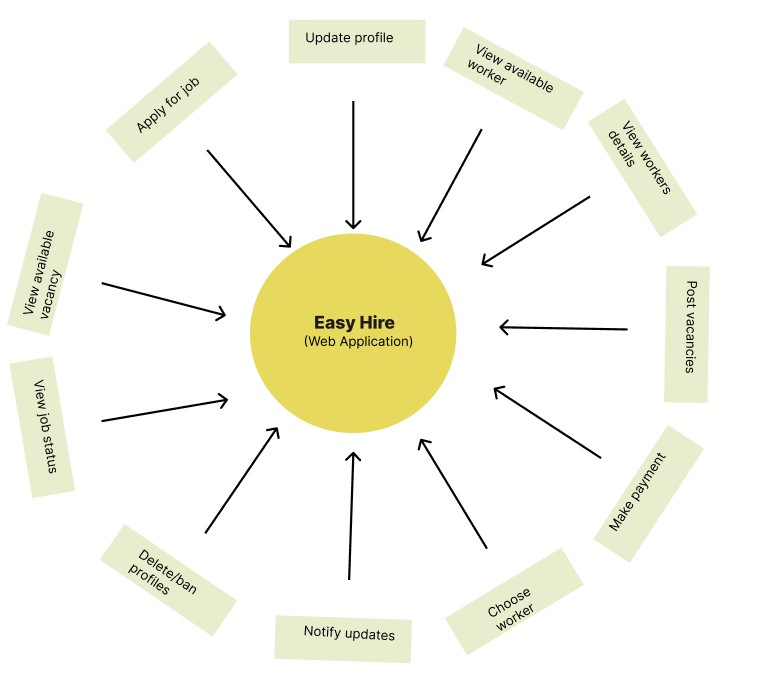 Update profile
View available
worker
View workers
details
Post vacancies
Make payment
Choose
worker
Notify updates
Delete/ban
profiles
View job status
View available
vacancy
Apply for job
Easy Hire
(Web Application)